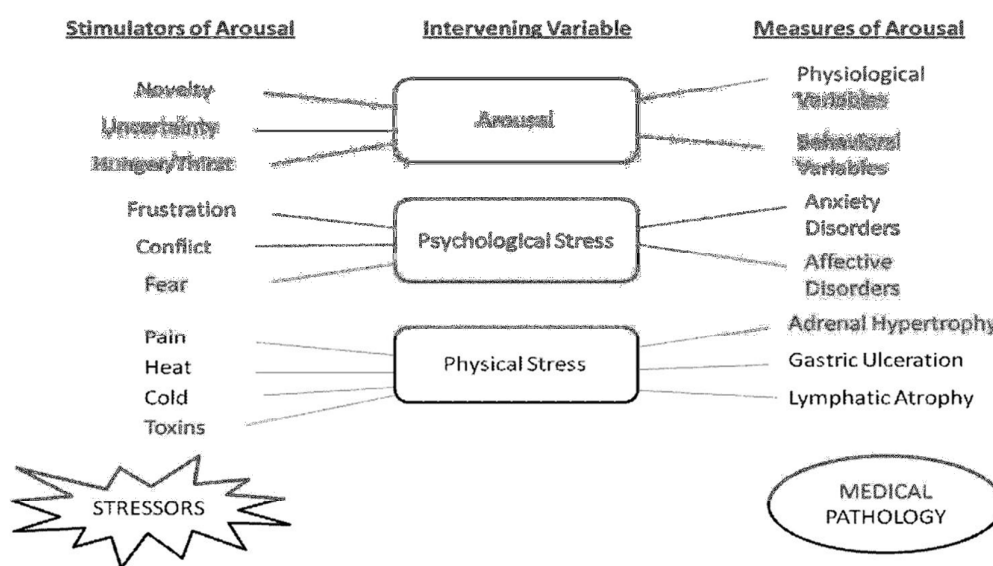 Stimulators of Arousal
Intervening Variable
Measures of Arousal
Novelty
Uncertainty
Hunger/Thirst
Arousal
Physiological
Variables
Behavioral
Variables
Frustration
Conflict
Fear
Psychological Stress
Anxiety
Disorders
Affective
Disorders
Pain
Heat
Cold
Toxins
Physical Stress
Adrenal Hypertrophy
Gastric Ulceration
Lymphatic Atrophy
STRESSORS
MEDICAL
PATHOLOGY